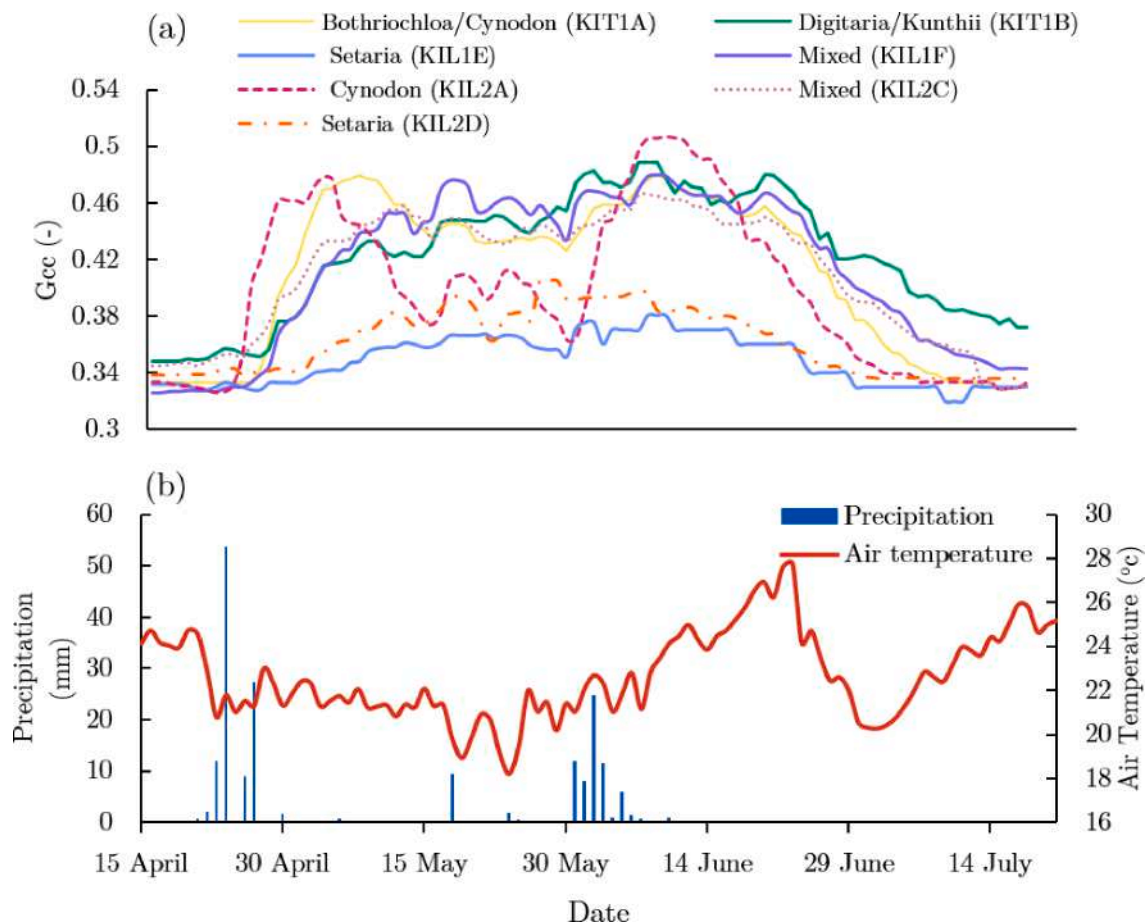 (a)
Bothriochloa/Cynodon (KIT1A)
Digitaria/Kunthii (KIT1B)
Setaria (KIL1E)
Mixed (KIL1F)
Cynodon (KIL2A)
Mixed (KIL2C)
Setaria (KIL2D)
Gcc (-)
0.54
0.5
0.46
0.42
0.38
0.34
0.3
(b)
Precipitation
Air temperature
Precipitation
(mm)
60
50
40
30
20
10
0
30
28
26
24
22
20
18
16
Air Temperature (°c)
15 April
30 April
15 May
30 May
14 June
29 June
14 July
Date